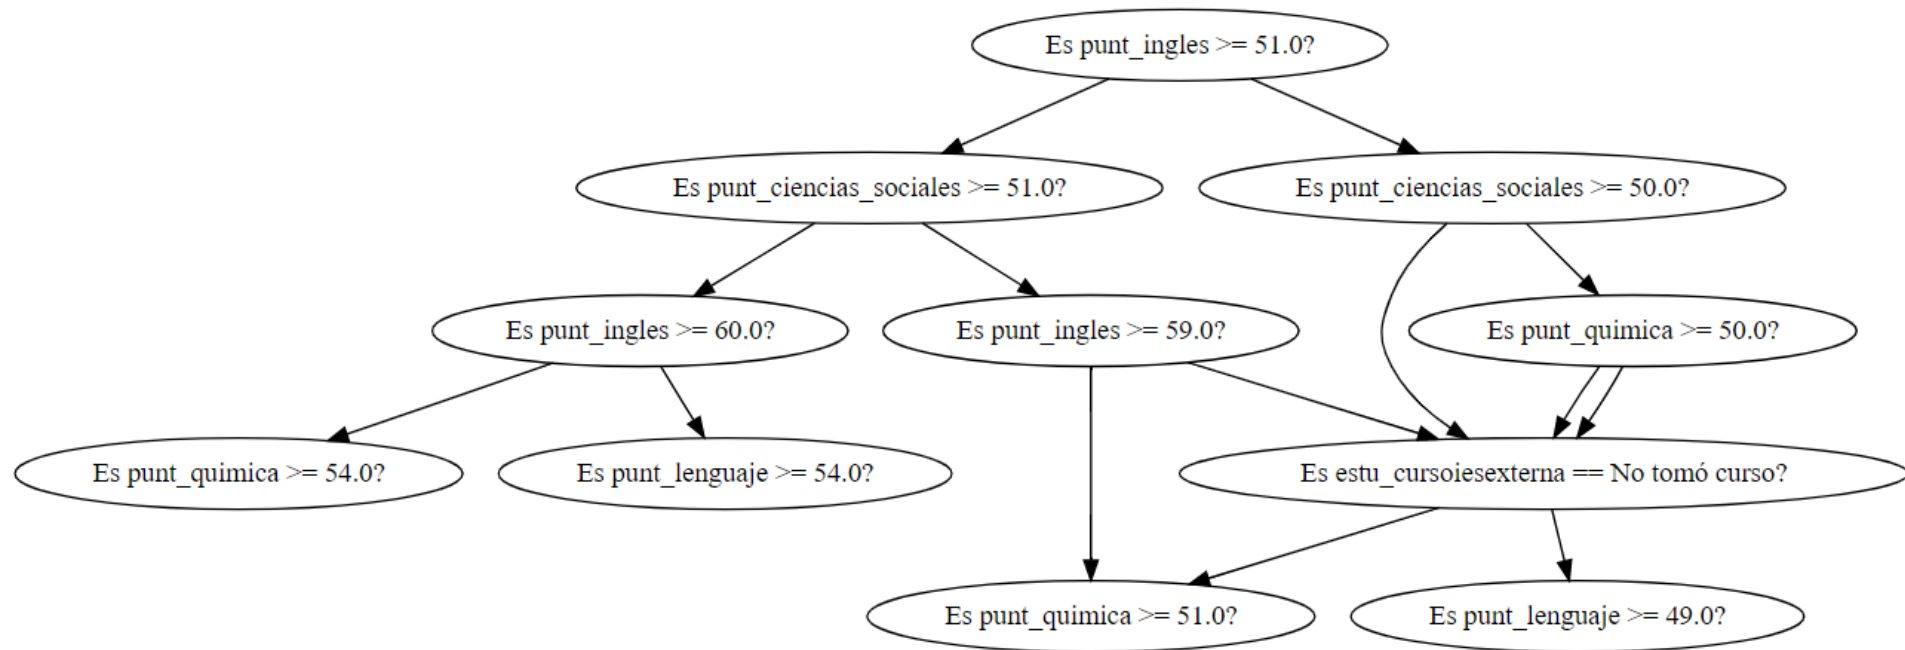 Es punt_ingles >= 51.0?
Es punt_ciencias_sociales >= 51.0?
Es punt_ciencias_sociales >= 50.0?
Es punt_ingles >= 60.0?
Es punt_ingles >= 59.0?
Es punt_quimica >= 50.0?
Es punt_quimica >= 54.0?
Es punt_lenguaje >= 54.0?
Es estu_cursoiesexterna == No tomó curso?
Es punt_quimica >= 51.0?
Es punt_lenguaje >= 49.0?